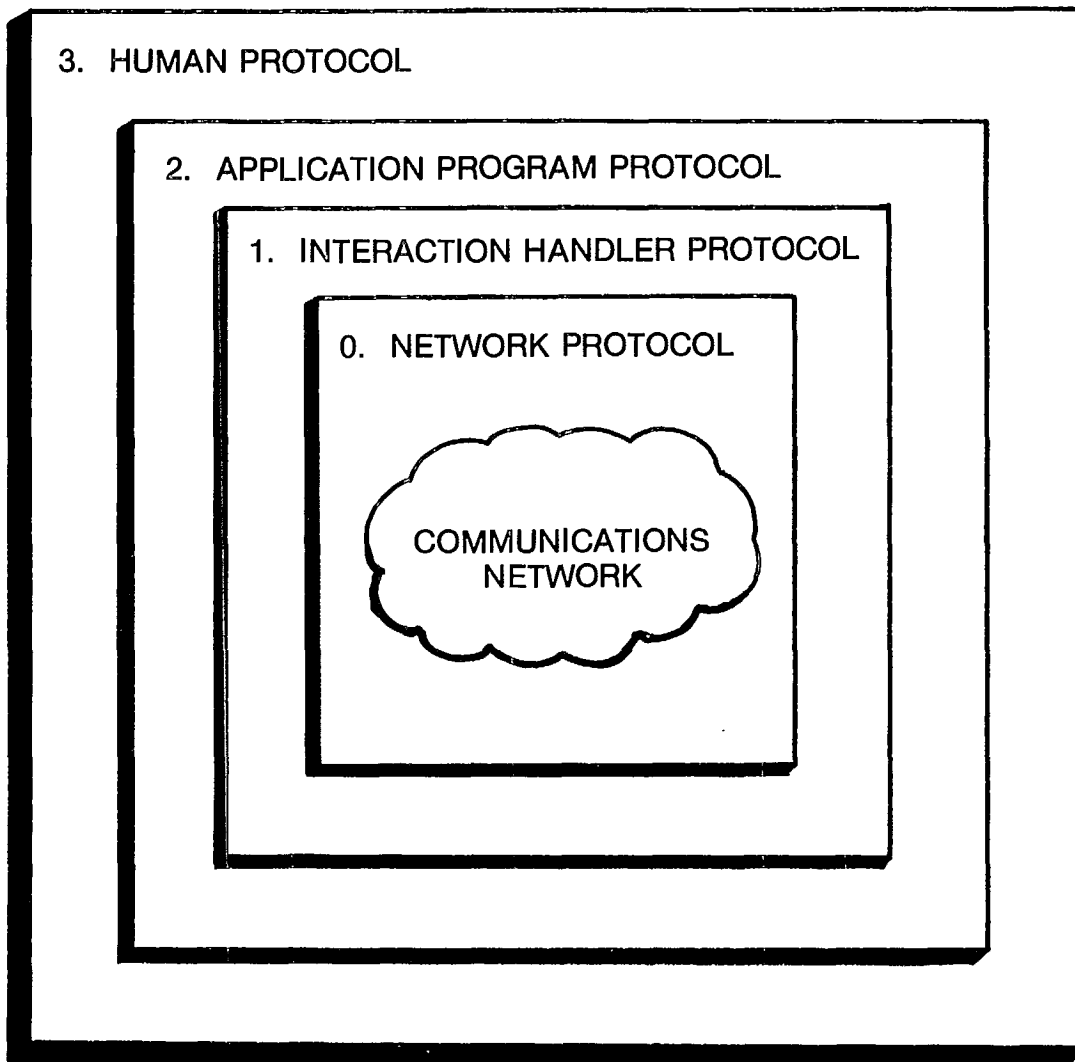 3. HUMAN PROTOCOL
2. APPLICATION PROGRAM PROTOCOL
1. INTERACTION HANDLER PROTOCOL
0. NETWORK PROTOCOL
COMMUNICATIONS
NETWORK